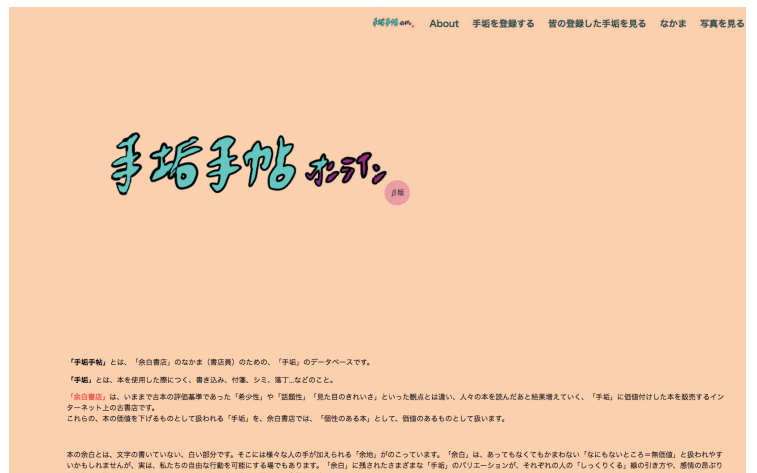 手垢手帖 オンライン About 手垢を登録する 皆の登録した手垢を見る なかま 写真を見る
手垢手帖 オンライン
β版
「手垢手帖」とは、「余白書店」のなかま（書店員）のための、「手垢」のデータベースです。
「手垢」とは、本を使用した際につく、書き込み、付箋、シミ、落丁...などのこと。
「余白書店」は、いままで古本の評価基準であった「希少性」や「話題性」「見た目のきれいさ」といった観点とは違い、人々の本を読んだあと結果増えていく、「手垢」に価値付けした本を販売するイン
ターネット上の古書店です。
これらの、本の価値を下げるものとして扱われる「手垢」を、余白書店では、「個性のある本」として、価値のあるものとして扱います。
本の余白とは、文字の書いていない、白い部分です。そこには様々な人の手が加えられる「余地」がのこっています。「余白」は、あってもなくてもかまわない「なにもないところ＝無価値」と扱われやす
いかもしれませんが、実は、私たちの自由な行動を可能にする場でもあります。「余白」に残されたさまざまな「手垢」のバリエーションが、それぞれの人の「しっくりくる」線の引き方や、感情の昂ぶり